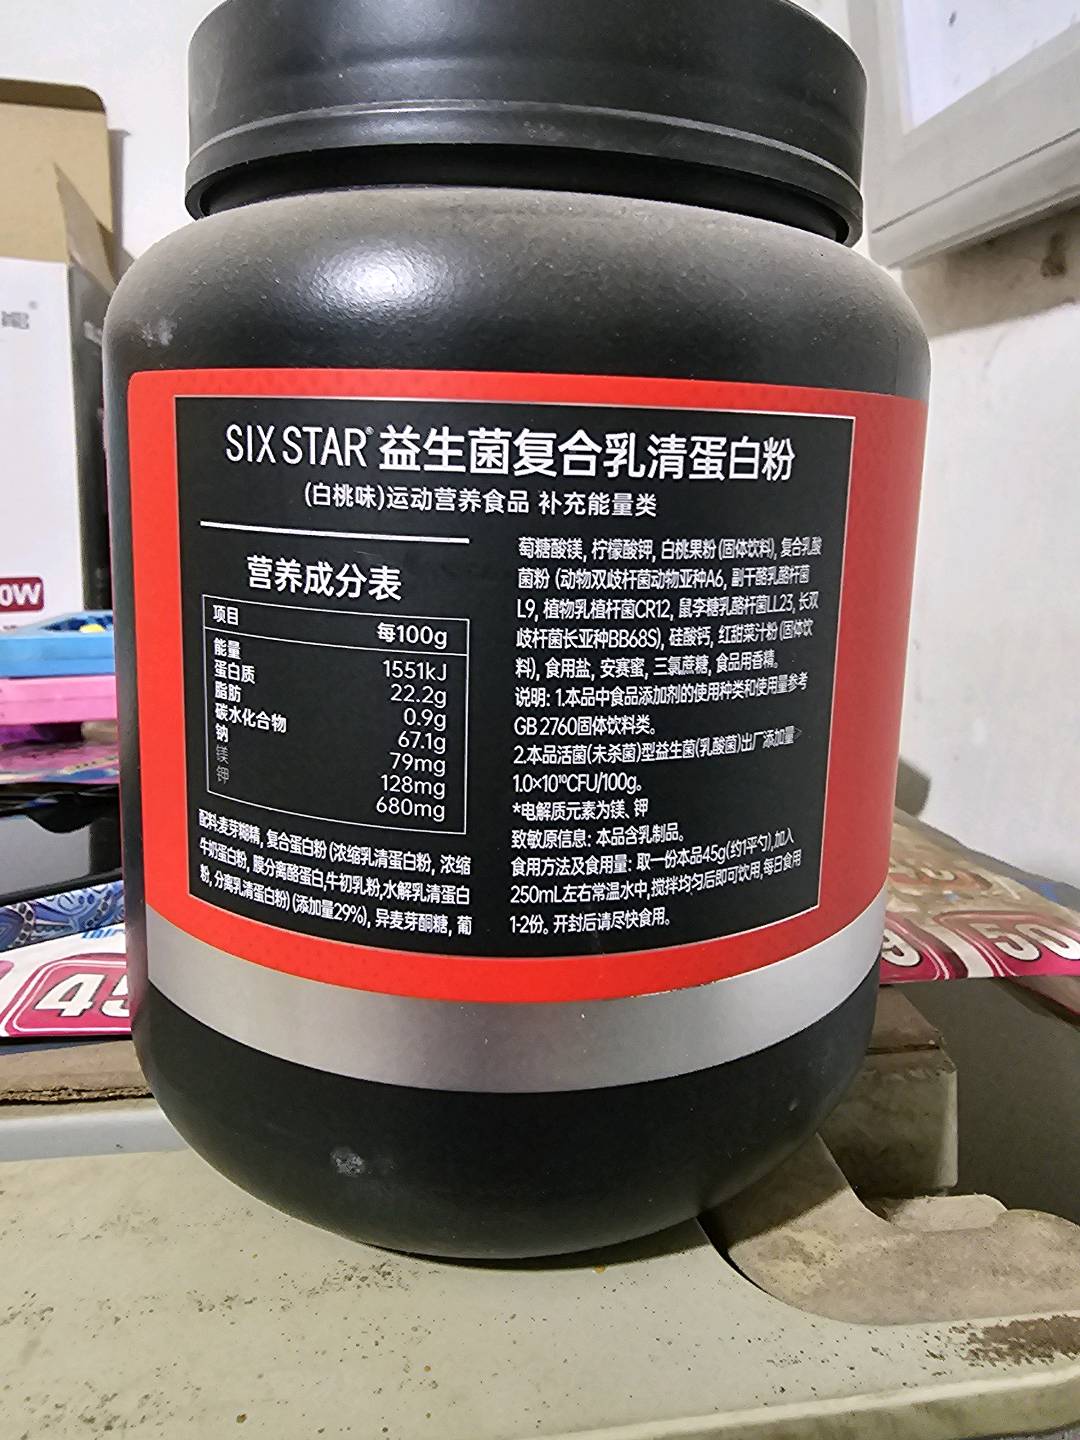 SIX STAR® 益生菌复合乳清蛋白粉
(白桃味)运动营养食品 补充能量类
营养成分表
项目 每100g
能量 1551kJ
蛋白质 22.2g
脂肪 0.9g
碳水化合物 67.1g
钠 79mg
镁 128mg
钾 680mg
配料:麦芽糊精, 复合蛋白粉 (浓缩乳清蛋白粉, 浓缩
牛奶蛋白粉, 膜分离酪蛋白,牛初乳粉,水解乳清蛋白
粉, 分离乳清蛋白粉) (添加量29%), 异麦芽酮糖, 葡
萄糖酸镁, 柠檬酸钾, 白桃果粉 (固体饮料), 复合乳酸
菌粉 (动物双歧杆菌动物亚种A6, 副干酪乳酪杆菌
L9, 植物乳植杆菌CR12, 鼠李糖乳酪杆菌LL23, 长双
歧杆菌长亚种BB68S), 硅酸钙, 红甜菜汁粉 (固体饮
料), 食用盐, 安赛蜜, 三氯蔗糖, 食品用香精。
说明: 1.本品中食品添加剂的使用种类和使用量参考
GB 2760固体饮料类。
2.本品活菌(未杀菌)型益生菌(乳酸菌)出厂添加量>
1.0×10¹⁰CFU/100g。
*电解质元素为镁、钾
致敏原信息: 本品含乳制品。
食用方法及食用量: 取一份本品45g(约1平勺),加入
250mL左右常温水中,搅拌均匀后即可饮用,每日食用
1-2份。开封后请尽快食用。
0W
45
50